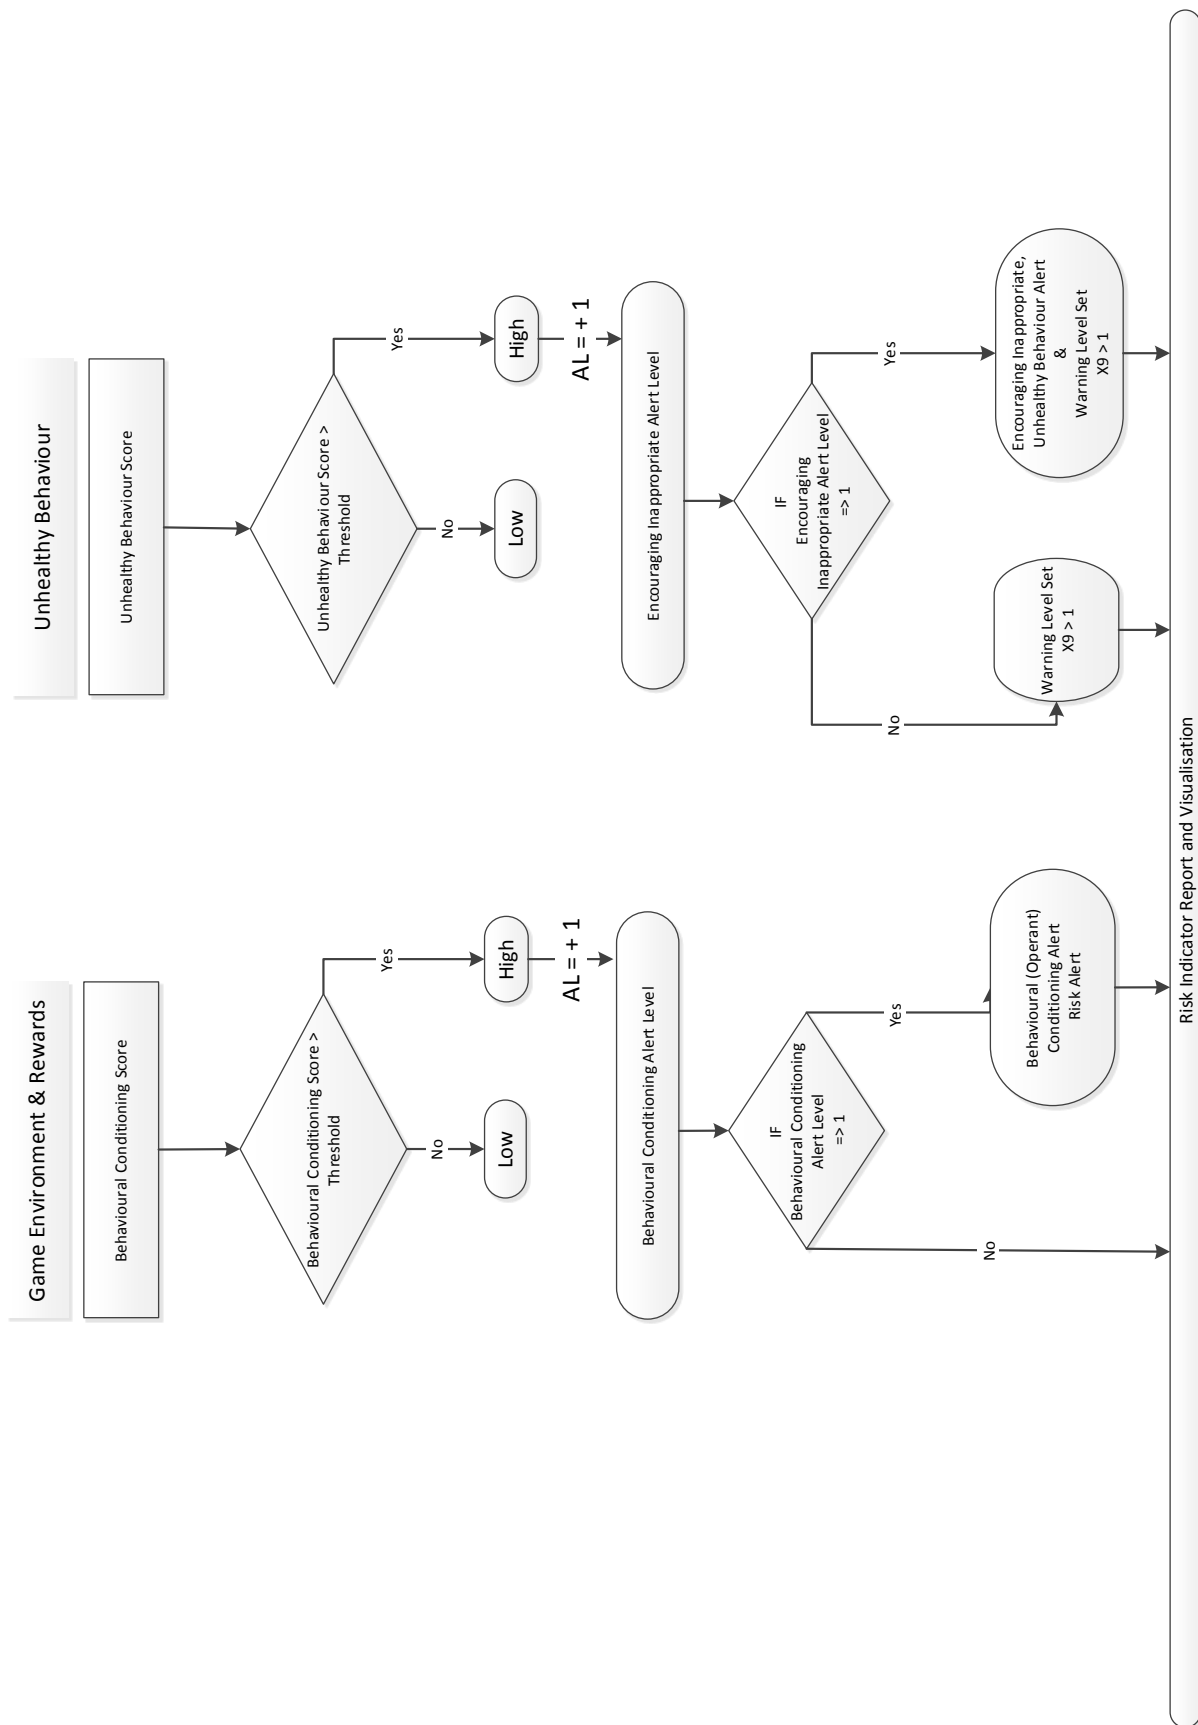 Game Environment & Rewards
Behavioural Conditioning Score
Behavioural Conditioning Score >
Threshold
Yes
No
High
Low
AL = + 1
Behavioural Conditioning Alert Level
IF
Behavioural Conditioning
Alert Level
=> 1
Yes
No
Behavioural (Operant)
Conditioning Alert
Risk Alert
Unhealthy Behaviour
Unhealthy Behaviour Score
Unhealthy Behaviour Score >
Threshold
Yes
No
High
Low
AL = + 1
Encouraging Inappropriate Alert Level
IF
Encouraging
Inappropriate Alert Level
=> 1
No
Yes
Warning Level Set
X9 > 1
Encouraging Inappropriate,
Unhealthy Behaviour Alert
&
Warning Level Set
X9 > 1
Risk Indicator Report and Visualisation